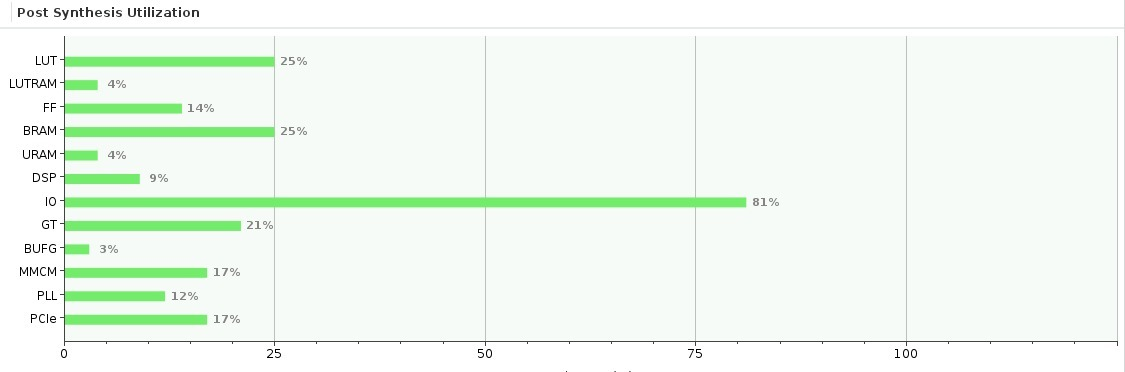 Post Synthesis Utilization
LUT 25%
LUTRAM 4%
FF 14%
BRAM 25%
URAM 4%
DSP 9%
IO 81%
GT 21%
BUFG 3%
MMCM 17%
PLL 12%
PCIe 17%
0 25 50 75 100